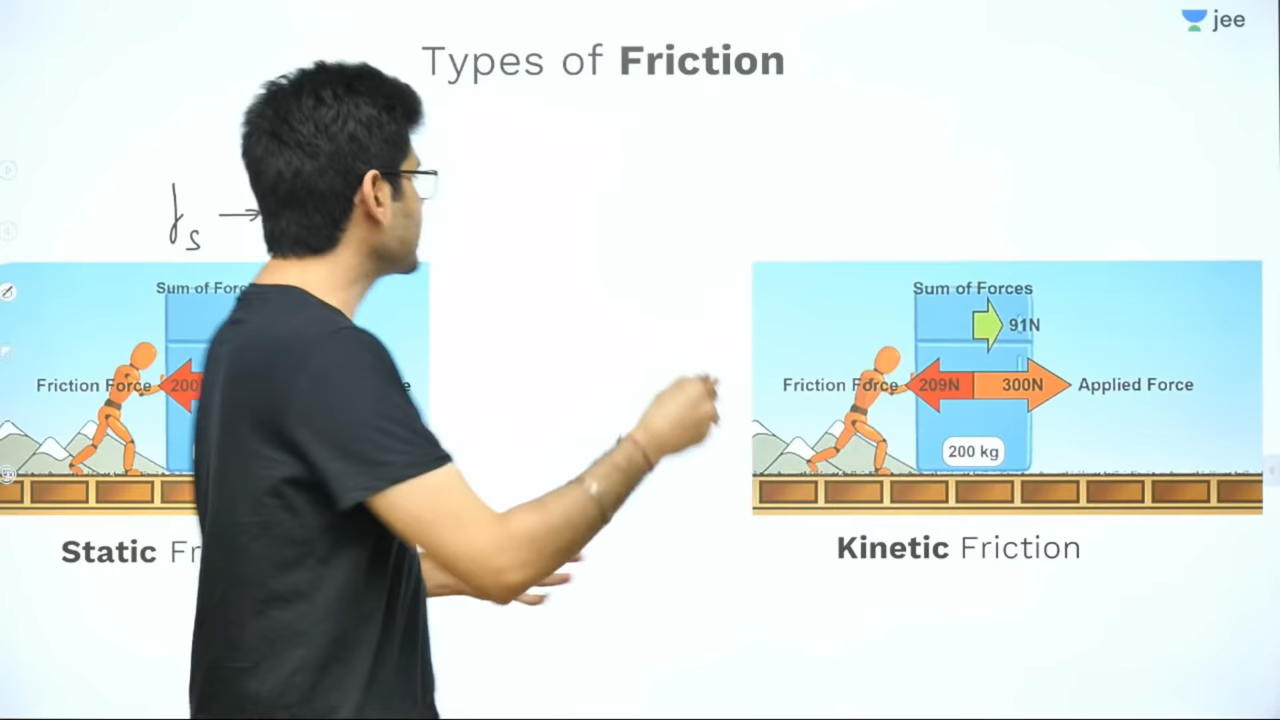 jee
Types of Friction
fs →
Sum of Forc
Friction Force 200
Static Fr
Sum of Forces
91N
Friction Force 209N 300N Applied Force
200 kg
Kinetic Friction